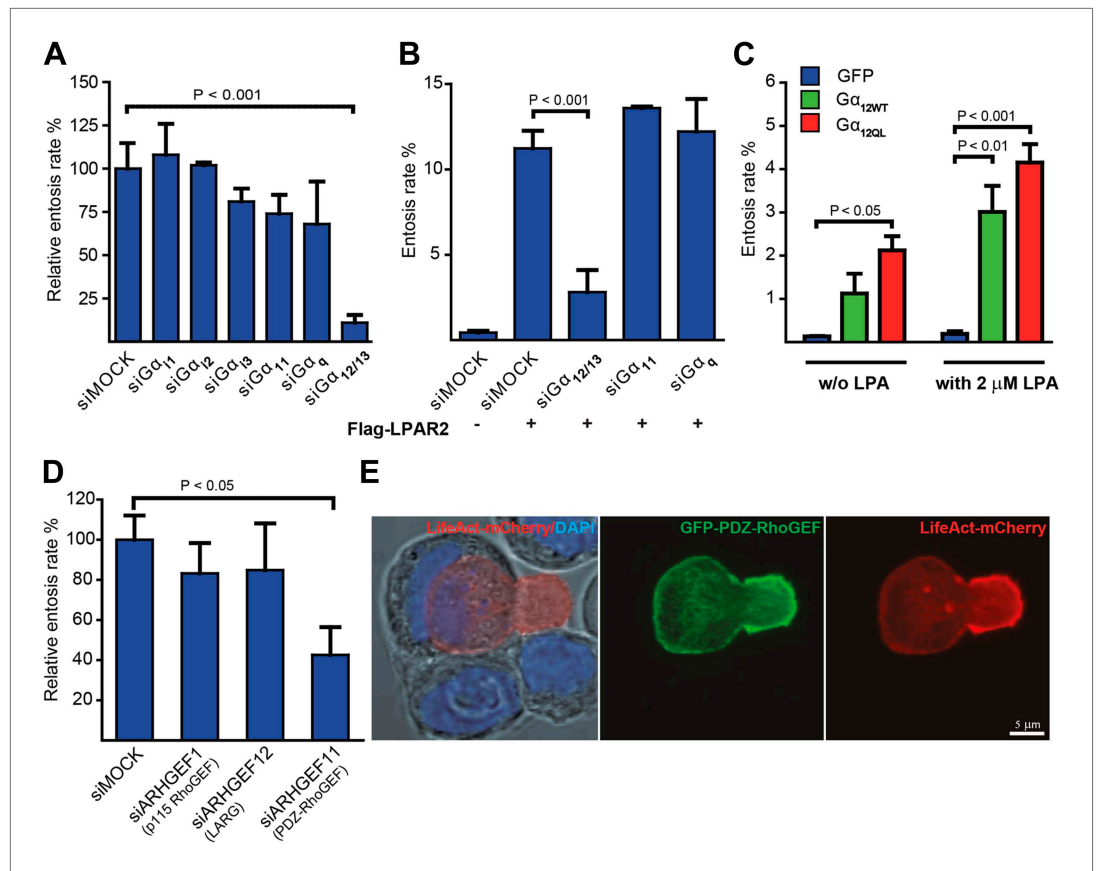 A
Relative entosis rate %
150
125
100
75
50
25
P < 0.001
siMOCK
siGαi1
siGαi2
siGαi3
siGα11
siGαq
siGα12/13
B
Entosis rate %
15
10
5
P < 0.001
siMOCK
siMOCK
siGα12/13
siGα11
siGαq
Flag-LPAR2 - + + + +
C
Entosis rate %
6
5
4
3
2
1
GFP
Gα12WT
Gα12QL
P < 0.05
P < 0.001
P < 0.01
w/o LPA
with 2 μM LPA
D
Relative entosis rate %
120
100
80
60
40
20
P < 0.05
siMOCK
siARHGEF1
(p115 RhoGEF)
siARHGEF12
(LARG)
siARHGEF11
(PDZ-RhoGEF)
E
LifeAct-mCherry/DAPI
GFP-PDZ-RhoGEF
LifeAct-mCherry
5 μm